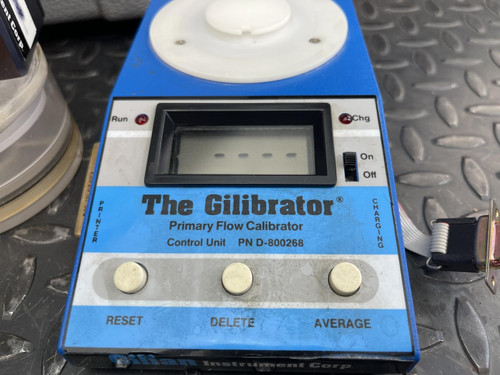 Run
Chg
- - - -
On
Off
The Gilibrator®
Primary Flow Calibrator
Control Unit PN D-800268
PRINTER
CHARGING
RESET
DELETE
AVERAGE
Gilian Instrument Corp.